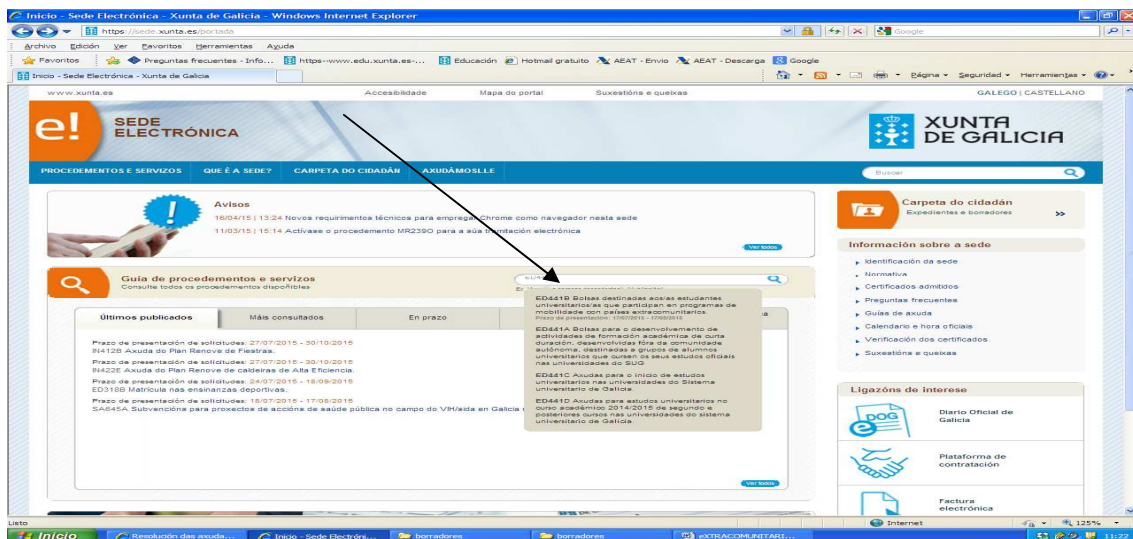 Inicio - Sede Electrónica - Xunta de Galicia - Windows Internet Explorer
https://sede.xunta.es/portada
Google
Archivo Edición Ver Favoritos Herramientas Ayuda
Favoritos Preguntas frecuentes - Info... https--www.edu.xunta.es-... Educación Hotmail gratuito AEAT - Envio AEAT - Descarga Google
Inicio - Sede Electrónica - Xunta de Galicia
Página Seguridad Herramientas
www.xunta.es Accesibilidade Mapa do portal Suxestións e queixas GALEGO | CASTELLANO
e! SEDE
ELECTRÓNICA
XUNTA
DE GALICIA
PROCEDEMENTOS E SERVIZOS QUE É A SEDE? CARPETA DO CIDADÁN AXUDÁMOSLLE
Buscar
Avisos
16/04/15 | 13:24 Novos requirimentos técnicos para empregar Chrome como navegador nesta sede
11/03/15 | 15:14 Actívase o procedemento MR239O para a súa tramitación electrónica
Ver todos
Guía de procedementos e servizos
Consulte todos os procedementos dispoñibles
Últimos publicados Máis consultados En prazo
Prazo de presentación de solicitudes: 27/07/2015 - 30/10/2015
IN412B Axuda do Plan Renove de Fiestras.
Prazo de presentación de solicitudes: 27/07/2015 - 30/10/2015
IN422E Axuda do Plan Renove de caldeiras de Alta Eficiencia.
Prazo de presentación de solicitudes: 24/07/2015 - 18/09/2015
ED318B Matrícula nas ensinanzas deportivas.
Prazo de presentación de solicitudes: 18/07/2015 - 17/08/2015
SA645A Subvencións para proxectos de accións de saúde pública no campo do VIH/sida en Galicia
ED441B Bolsas destinadas aos/as estudantes
universitarios/as que participan en programas de
mobilidade con países extracomunitarios.
Prazo de presentación: 17/07/2015 - 17/08/2015
ED441A Bolsas para o desenvolvemento de
actividades de formación académica de curta
duración, desenvolvidas fóra da comunidade
autónoma, destinadas a grupos de alumnos
universitarios que cursen os seus estudos oficiais
nas universidades do SUG
ED441C Axudas para o inicio de estudos
universitarios nas universidades do Sistema
universitario de Galicia.
ED441D Axudas para estudos universitarios no
curso académico 2014/2015 de segundo e
posteriores cursos nas universidades do sistema
universitario de Galicia.
Ver todos
Carpeta do cidadán
Expedientes e borradores
Información sobre a sede
Identificación da sede
Normativa
Certificados admitidos
Preguntas frecuentes
Guías de axuda
Calendario e hora oficiais
Verificación dos certificados
Suxestións e queixas
Ligazóns de interese
DOG Diario Oficial de
Galicia
Plataforma de
contratación
Factura
electrónica
Listo Internet 125%
Inicio Resolución das axuda... Inicio - Sede Electróni... borradores borradores eXTRACOMUNITARI... 11:22